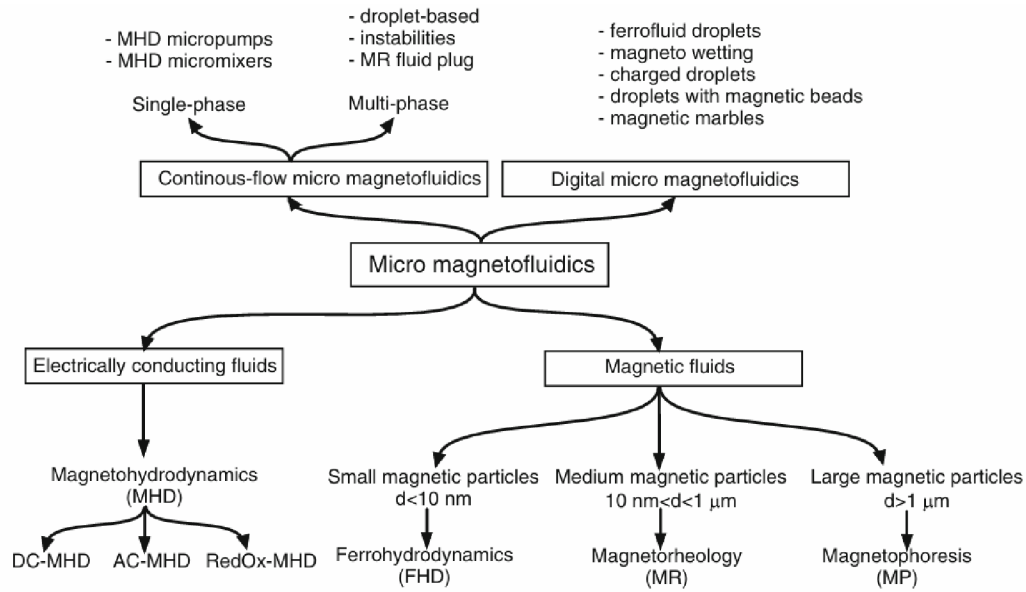 - MHD micropumps
- MHD micromixers
Single-phase
- droplet-based
- instabilities
- MR fluid plug
Multi-phase
- ferrofluid droplets
- magneto wetting
- charged droplets
- droplets with magnetic beads
- magnetic marbles
Continous-flow micro magnetofluidics
Digital micro magnetofluidics
Micro magnetofluidics
Electrically conducting fluids
Magnetic fluids
Magnetohydrodynamics
(MHD)
DC-MHD
AC-MHD
RedOx-MHD
Small magnetic particles
d<10 nm
Ferrohydrodynamics
(FHD)
Medium magnetic particles
10 nm<d<1 μm
Magnetorheology
(MR)
Large magnetic particles
d>1 μm
Magnetophoresis
(MP)